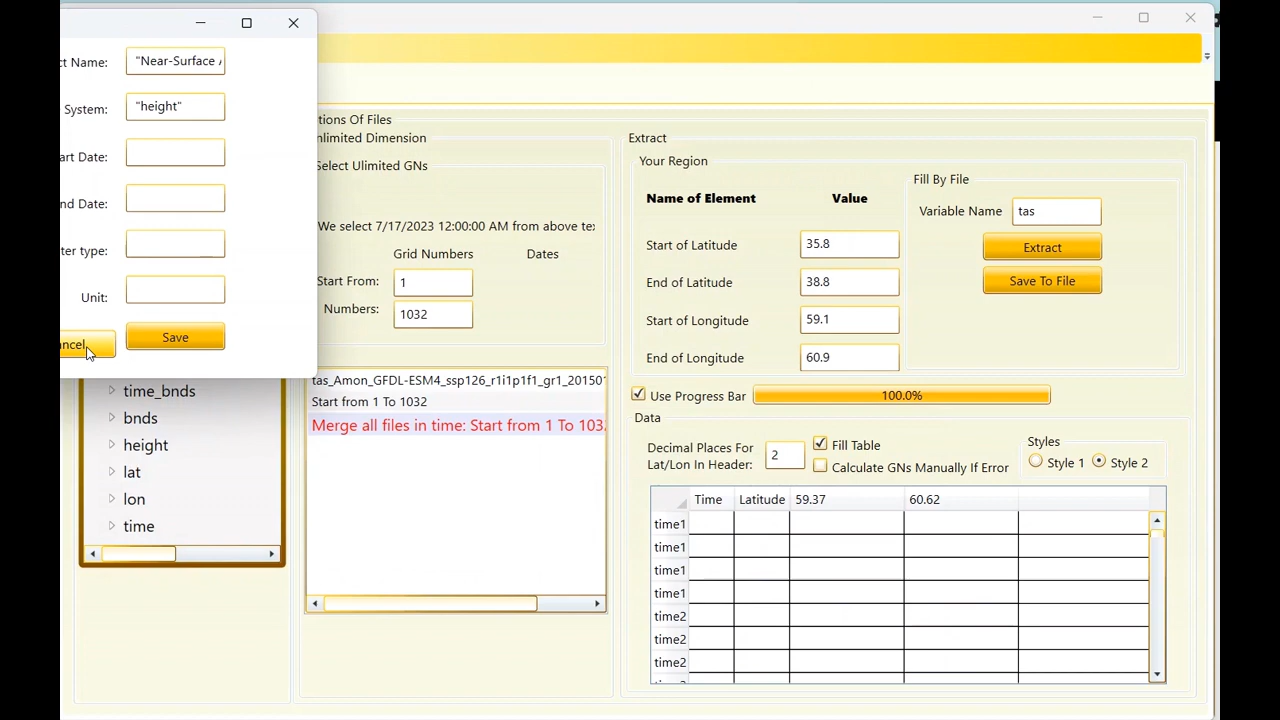 ct Name:
"Near-Surface
System:
"height"
art Date:
nd Date:
ter type:
Unit:
ancel
Save
time_bnds
bnds
height
lat
lon
time
tions Of Files
nlimited Dimension
Select Ulimited GNs
We select 7/17/2023 12:00:00 AM from above te:
Grid Numbers Dates
Start From: 1
Numbers: 1032
tas_Amon_GFDL-ESM4_ssp126_r1i1p1f1_gr1_20150
Start from 1 To 1032
Merge all files in time: Start from 1 To 103
Extract
Your Region
Name of Element Value
Start of Latitude 35.8
End of Latitude 38.8
Start of Longitude 59.1
End of Longitude 60.9
Fill By File
Variable Name tas
Extract
Save To File
Use Progress Bar 100.0%
Data
Decimal Places For
Lat/Lon In Header:
2
Fill Table
Calculate GNs Manually If Error
Styles
Style 1 Style 2
Time Latitude 59.37 60.62
time1
time1
time1
time1
time2
time2
time2